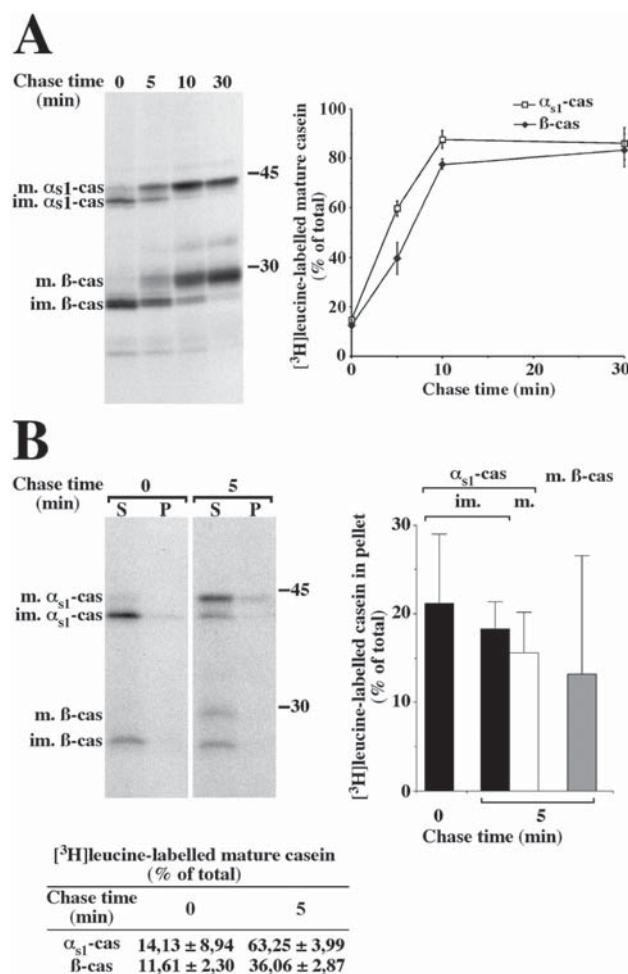 A
Chase time 0 5 10 30
(min)
m. αs1-cas
im. αs1-cas
m. ß-cas
im. ß-cas
–45
–30
αs1-cas
ß-cas
[³H]leucine-labelled mature casein
(% of total)
100
80
60
40
20
0
0 10 20 30
Chase time (min)
B
Chase time 0 5
(min)
S P S P
m. αs1-cas
im. αs1-cas
m. ß-cas
im. ß-cas
–45
–30
αs1-cas m. ß-cas
im. m.
[³H]leucine-labelled casein in pellet
(% of total)
30
20
10
0
0 5
Chase time (min)
[³H]leucine-labelled mature casein
(% of total)
Chase time
(min) 0 5
αs1-cas 14,13 ± 8,94 63,25 ± 3,99
ß-cas 11,61 ± 2,30 36,06 ± 2,87